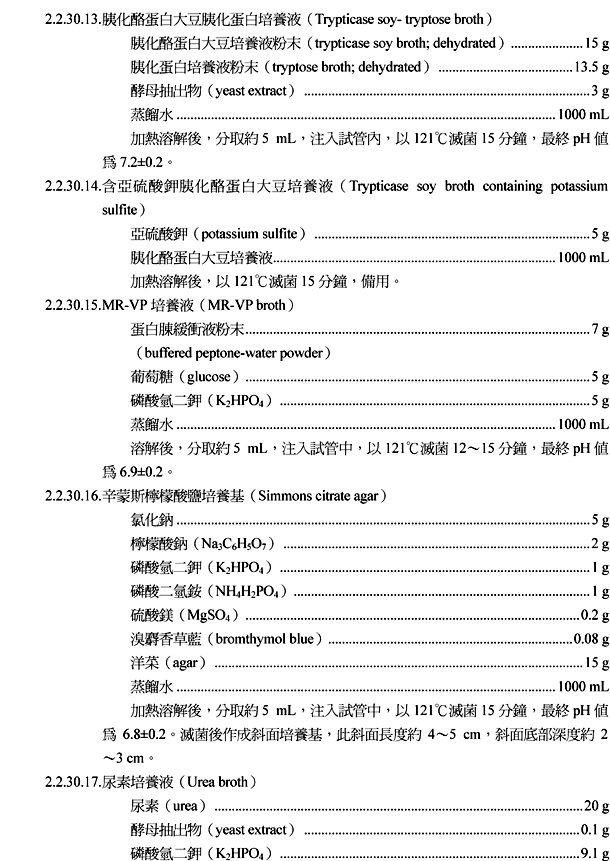 2.2.30.13.胰化酪蛋白大豆胰化蛋白培養液（Trypticase soy- tryptose broth）
胰化酪蛋白大豆培養液粉末（trypticase soy broth; dehydrated）....................15 g
胰化蛋白培養液粉末（tryptose broth; dehydrated）....................13.5 g
酵母抽出物（yeast extract）....................3 g
蒸餾水....................1000 mL
加熱溶解後，分取約 5 mL，注入試管內，以 121℃滅菌 15 分鐘，最終 pH 值
爲 7.2±0.2。
2.2.30.14.含亞硫酸鉀胰化酪蛋白大豆培養液（Trypticase soy broth containing potassium
sulfite）
亞硫酸鉀（potassium sulfite）....................5 g
胰化酪蛋白大豆培養液....................1000 mL
加熱溶解後，以 121℃滅菌 15 分鐘，備用。
2.2.30.15.MR-VP 培養液（MR-VP broth）
蛋白腖緩衝液粉末....................7 g
（buffered peptone-water powder）
葡萄糖（glucose）....................5 g
磷酸氫二鉀（K₂HPO₄）....................5 g
蒸餾水....................1000 mL
溶解後，分取約 5 mL，注入試管中，以 121℃滅菌 12～15 分鐘，最終 pH 值
爲 6.9±0.2。
2.2.30.16.辛蒙斯檸檬酸鹽培養基（Simmons citrate agar）
氯化鈉....................5 g
檸檬酸鈉（Na₃C₆H₅O₇）....................2 g
磷酸氫二鉀（K₂HPO₄）....................1 g
磷酸二氫銨（NH₄H₂PO₄）....................1 g
硫酸鎂（MgSO₄）....................0.2 g
溴麝香草藍（bromthymol blue）....................0.08 g
洋菜（agar）....................15 g
蒸餾水....................1000 mL
加熱溶解後，分取約 5 mL，注入試管中，以 121℃滅菌 15 分鐘，最終 pH 值
爲 6.8±0.2。滅菌後作成斜面培養基，此斜面長度約 4～5 cm，斜面底部深度約 2
～3 cm。
2.2.30.17.尿素培養液（Urea broth）
尿素（urea）....................20 g
酵母抽出物（yeast extract）....................0.1 g
磷酸氫二鉀（K₂HPO₄）....................9.1 g